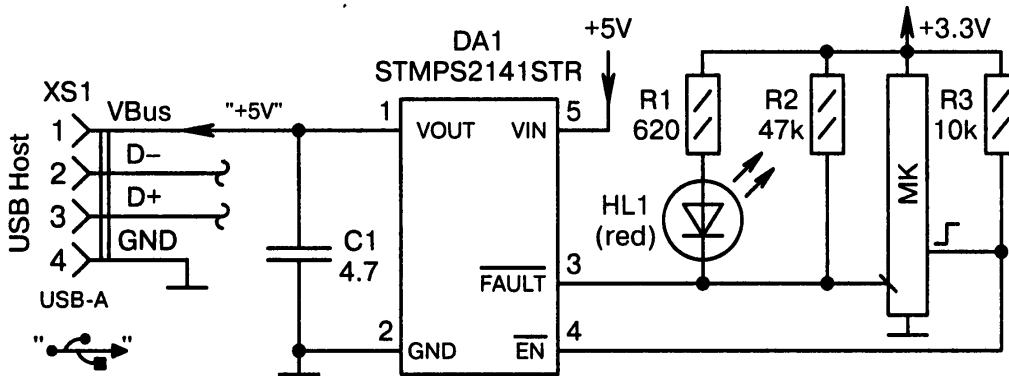 XS1
USB Host
1
VBus
"+5V"
2
D−
3
D+
4
GND
USB-A
" "
C1
4.7
DA1
STMPS2141STR
1
VOUT
VIN
5
+5V
FAULT
3
2
GND
EN
4
R1
620
HL1
(red)
R2
47k
+3.3V
MK
R3
10k